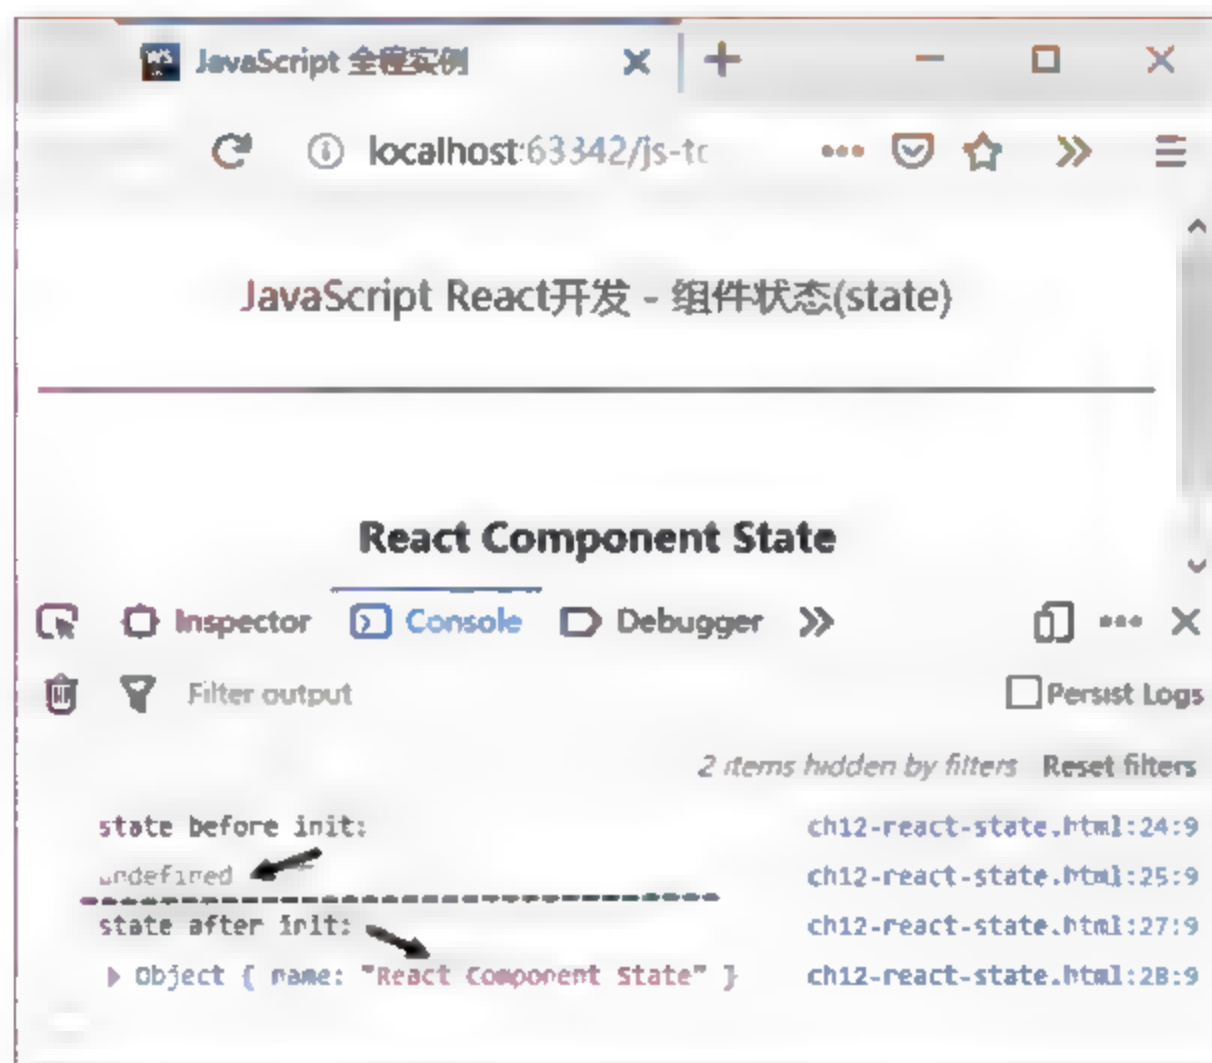 JavaScript 全程实例
localhost:63342/js-to
JavaScript React开发 - 组件状态(state)
React Component State
Inspector Console Debugger
Filter output Persist Logs
2 items hidden by filters Reset filters
state before init: ch12-react-state.html:24:9
undefined ch12-react-state.html:25:9
state after init: ch12-react-state.html:27:9
Object { name: "React Component State" } ch12-react-state.html:28:9